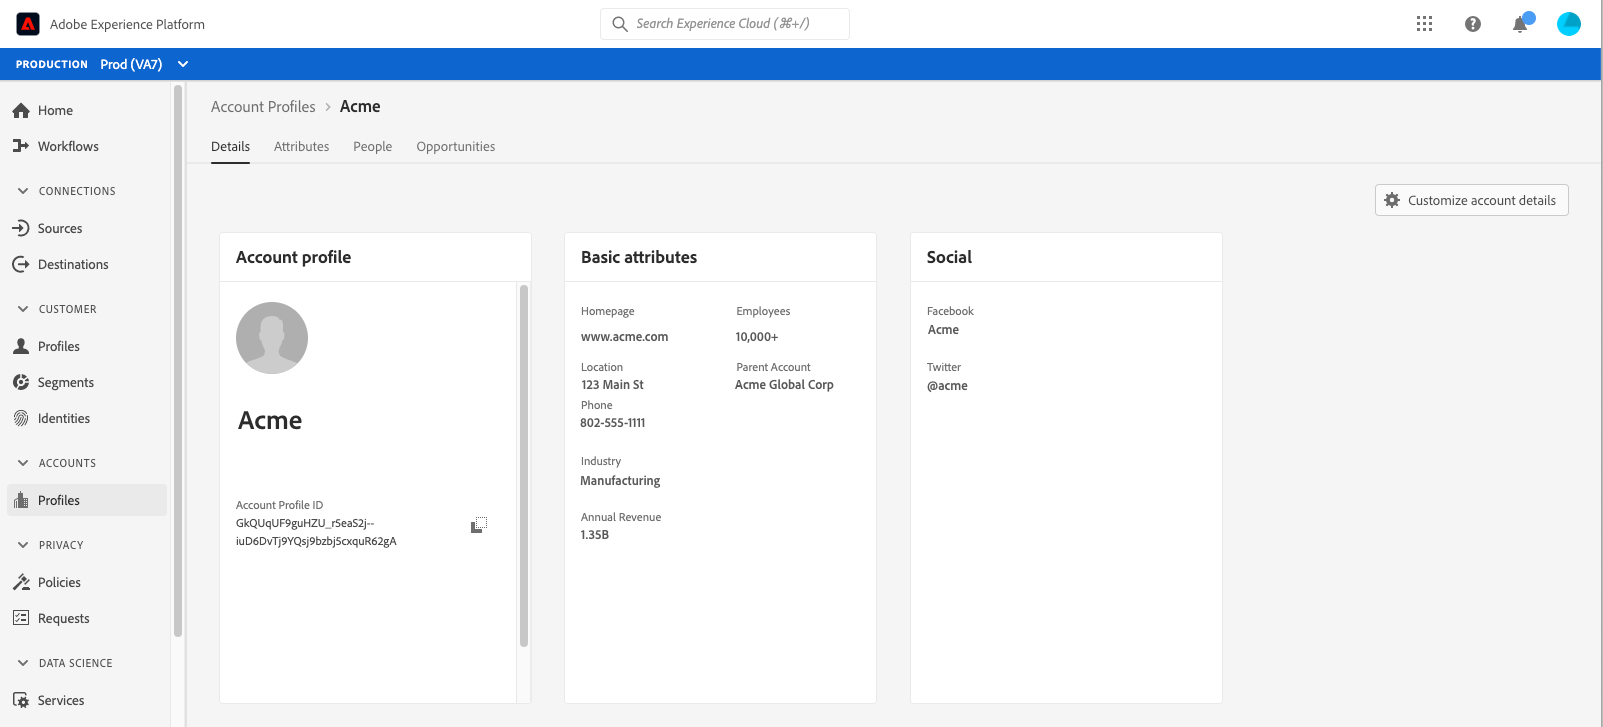 Adobe Experience Platform
Search Experience Cloud (⌘+/)
PRODUCTION Prod (VA7)
Home
Workflows
CONNECTIONS
Sources
Destinations
CUSTOMER
Profiles
Segments
Identities
ACCOUNTS
Profiles
PRIVACY
Policies
Requests
DATA SCIENCE
Services
Account Profiles › Acme
Details Attributes People Opportunities
Customize account details
Account profile
Acme
Account Profile ID
GkQUqUF9guHZU_r5eaS2j--
iuD6DvTj9YQsj9bzbj5cxquR62gA
Basic attributes
Homepage Employees
www.acme.com 10,000+
Location Parent Account
123 Main St Acme Global Corp
Phone
802-555-1111
Industry
Manufacturing
Annual Revenue
1.35B
Social
Facebook
Acme
Twitter
@acme